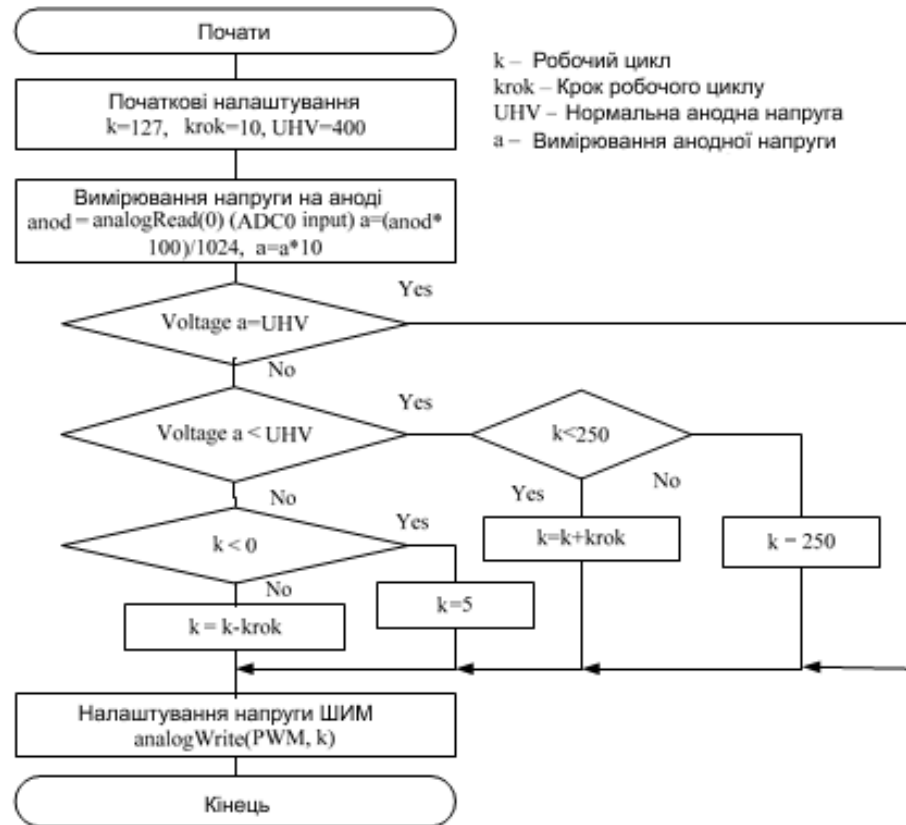 Почати
k – Робочий цикл
krok – Крок робочого циклу
UHV – Нормальна анодна напруга
a – Вимірювання анодної напруги
Початкові налаштування
k=127, krok=10, UHV=400
Вимірювання напруги на аноді
anod = analogRead(0) (ADC0 input) a=(anod*
100)/1024, a=a*10
Yes
Voltage a=UHV
No
Yes
Voltage a < UHV
k<250
No
Yes
No
Yes
k < 0
k=k+krok
k = 250
No
k=5
k = k-krok
Налаштування напруги ШИМ
analogWrite(PWM, k)
Кінець